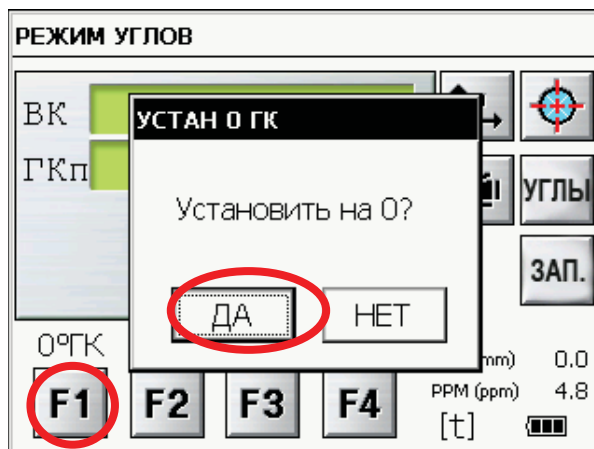 РЕЖИМ УГЛОВ
ВК
УСТАН 0 ГК
ГКп
Установить на 0?
УГЛЫ
ЗАП.
ДА НЕТ
0°ГК
mm) 0.0
F1 F2 F3 F4
PPM (ppm) 4.8
[t]